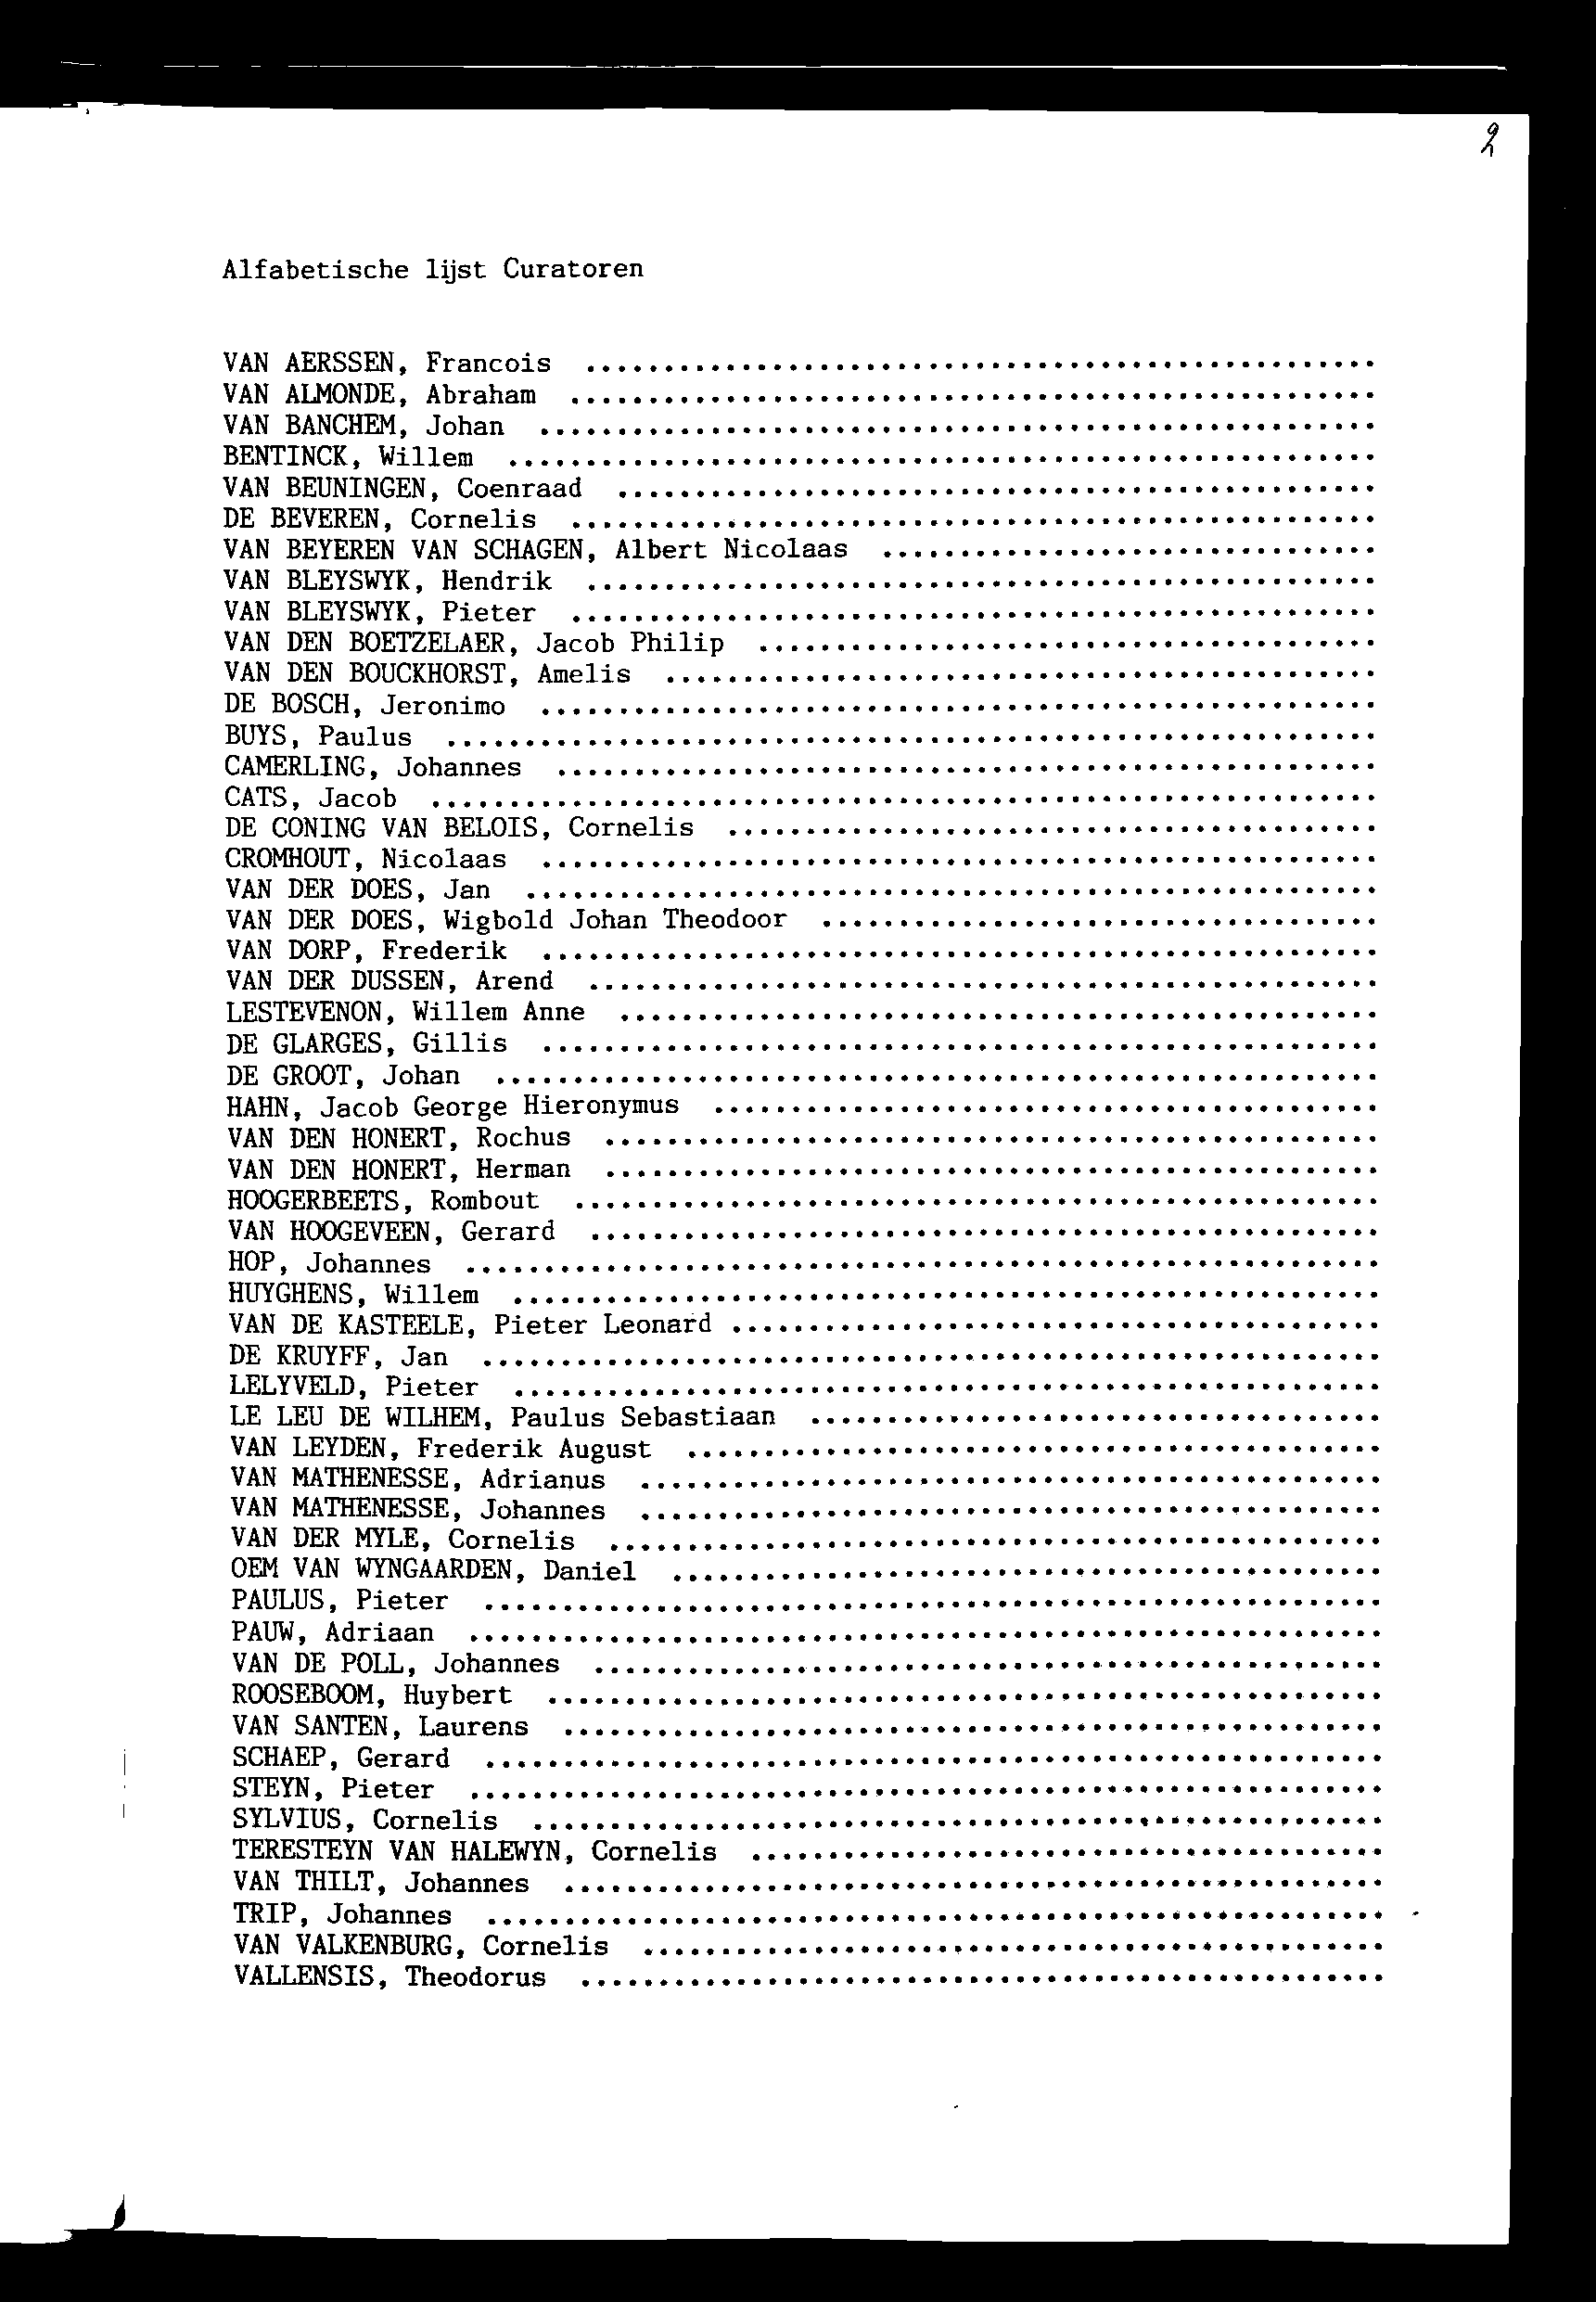 2
Alfabetische lijst Curatoren
VAN AERSSEN, Francois ..................................................
VAN ALMONDE, Abraham ...................................................
VAN BANCHEM, Johan .....................................................
BENTINCK, Willem .......................................................
VAN BEUNINGEN, Coenraad ................................................
DE BEVEREN, Cornelis ...................................................
VAN BEYEREN VAN SCHAGEN, Albert Nicolaas ...............................
VAN BLEYSWYK, Hendrik ..................................................
VAN BLEYSWYK, Pieter ...................................................
VAN DEN BOETZELAER, Jacob Philip .......................................
VAN DEN BOUCKHORST, Amelis .............................................
DE BOSCH, Jeronimo .....................................................
BUYS, Paulus ...........................................................
CAMERLING, Johannes ....................................................
CATS, Jacob ............................................................
DE CONING VAN BELOIS, Cornelis .........................................
CROMHOUT, Nicolaas .....................................................
VAN DER DOES, Jan ......................................................
VAN DER DOES, Wigbold Johan Theodoor ...................................
VAN DORP, Frederik .....................................................
VAN DER DUSSEN, Arend ..................................................
LESTEVENON, Willem Anne ................................................
DE GLARGES, Gillis .....................................................
DE GROOT, Johan ........................................................
HAHN, Jacob George Hieronymus ..........................................
VAN DEN HONERT, Rochus .................................................
VAN DEN HONERT, Herman .................................................
HOOGERBEETS, Rombout ...................................................
VAN HOOGEVEEN, Gerard ..................................................
HOP, Johannes ..........................................................
HUYGHENS, Willem .......................................................
VAN DE KASTEELE, Pieter Leonard ........................................
DE KRUYFF, Jan .........................................................
LELYVELD, Pieter .......................................................
LE LEU DE WILHEM, Paulus Sebastiaan ....................................
VAN LEYDEN, Frederik August ............................................
VAN MATHENESSE, Adrianus ...............................................
VAN MATHENESSE, Johannes ...............................................
VAN DER MYLE, Cornelis .................................................
OEM VAN WYNGAARDEN, Daniel .............................................
PAULUS, Pieter .........................................................
PAUW, Adriaan ..........................................................
VAN DE POLL, Johannes ..................................................
ROOSEBOOM, Huybert .....................................................
VAN SANTEN, Laurens ....................................................
SCHAEP, Gerard .........................................................
STEYN, Pieter ..........................................................
SYLVIUS, Cornelis ......................................................
TERESTEYN VAN HALEWYN, Cornelis ........................................
VAN THILT, Johannes ....................................................
TRIP, Johannes .........................................................
VAN VALKENBURG, Cornelis ...............................................
VALLENSIS, Theodorus ...................................................